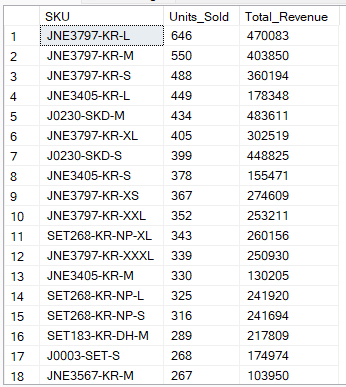 SKU Units_Sold Total_Revenue
1 JNE3797-KR-L 646 470083
2 JNE3797-KR-M 550 403850
3 JNE3797-KR-S 488 360194
4 JNE3405-KR-L 449 178348
5 J0230-SKD-M 434 483611
6 JNE3797-KR-XL 405 302519
7 J0230-SKD-S 399 448825
8 JNE3405-KR-S 378 155471
9 JNE3797-KR-XS 367 274609
10 JNE3797-KR-XXL 352 253211
11 SET268-KR-NP-XL 343 260156
12 JNE3797-KR-XXXL 339 250930
13 JNE3405-KR-M 330 130205
14 SET268-KR-NP-L 325 241920
15 SET268-KR-NP-S 316 241694
16 SET183-KR-DH-M 289 217809
17 J0003-SET-S 268 174974
18 JNE3567-KR-M 267 103950